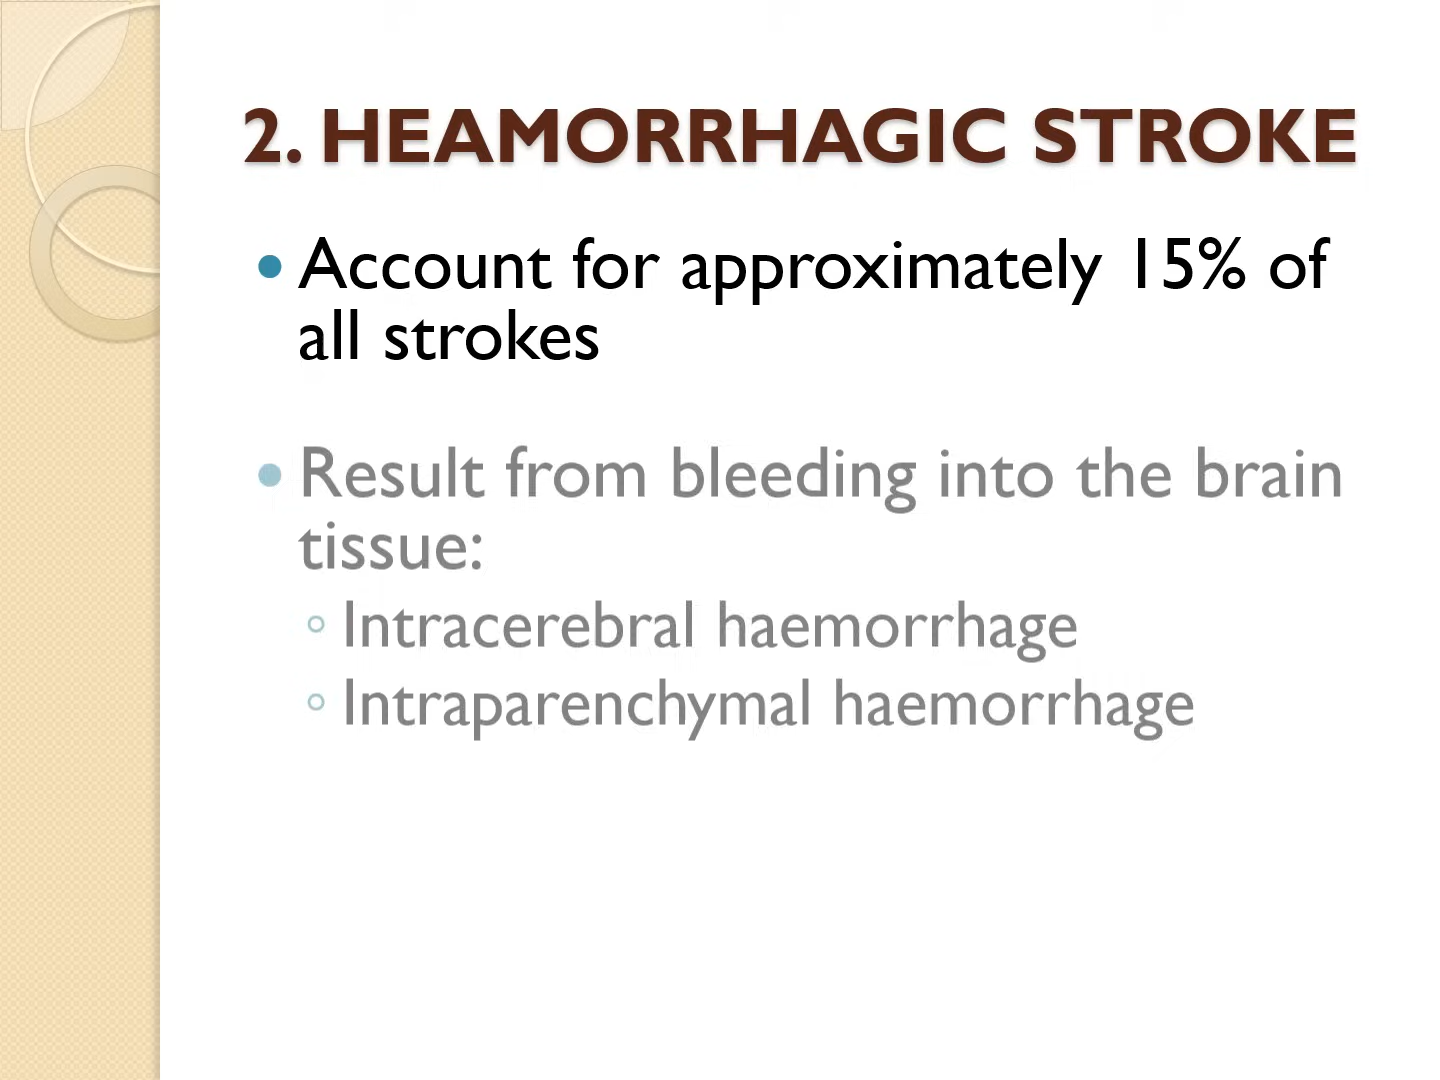 2. HEAMORRHAGIC STROKE
• Account for approximately 15% of
all strokes
• Result from bleeding into the brain
tissue:
◦ Intracerebral haemorrhage
◦ Intraparenchymal haemorrhage